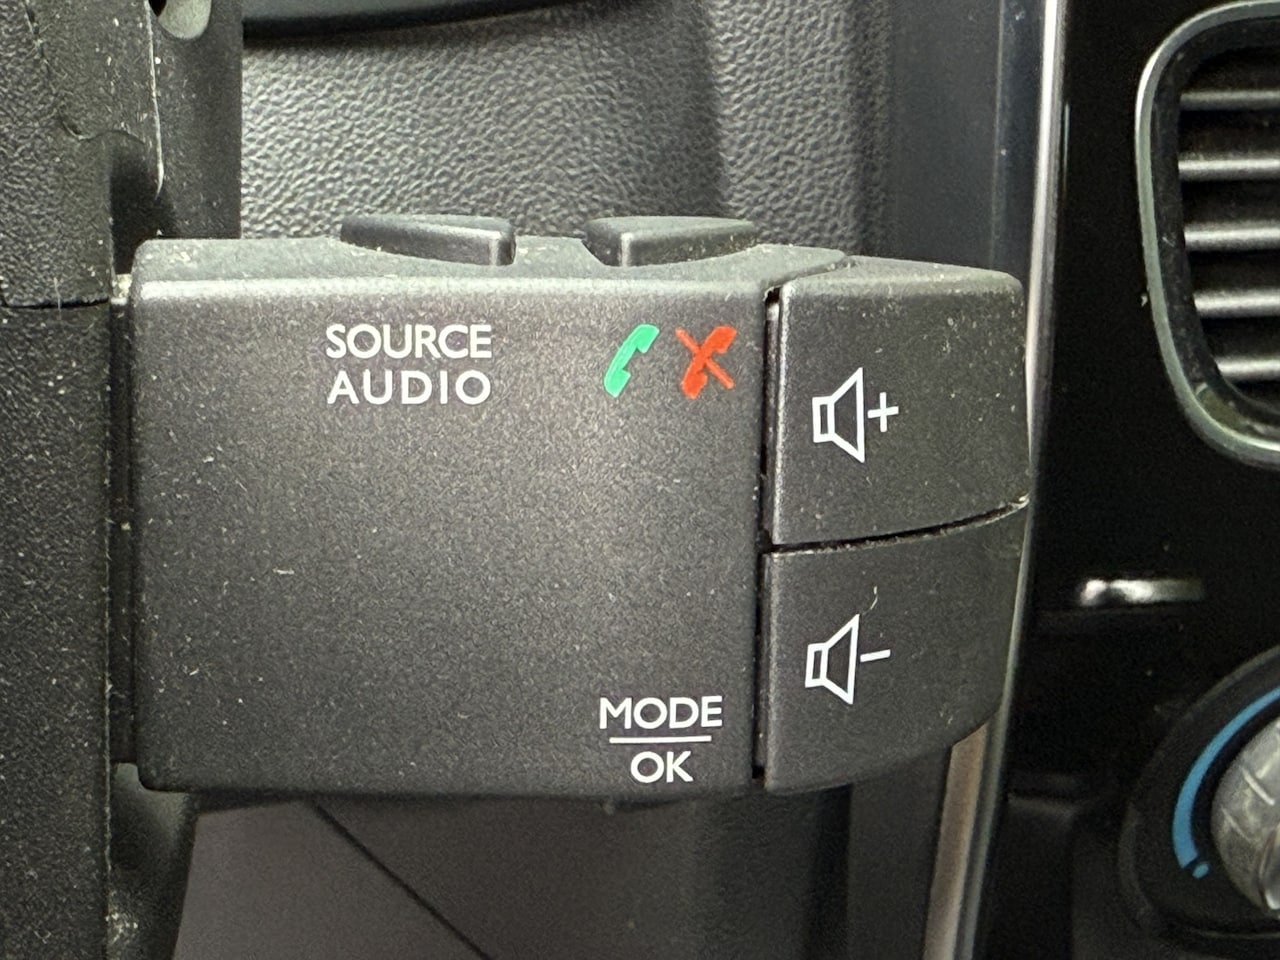 SOURCE
AUDIO
+
-
MODE
OK